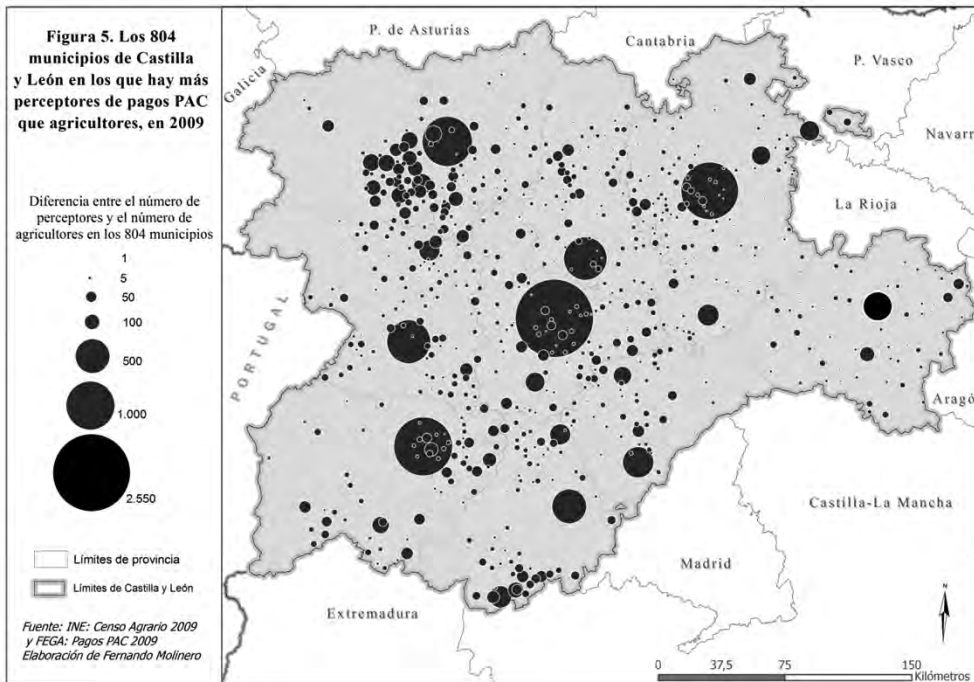 Figura 5. Los 804
municipios de Castilla
y León en los que hay más
perceptores de pagos PAC
que agricultores, en 2009
Diferencia entre el número de
perceptores y el número de
agricultores en los 804 municipios
1
5
50
100
500
1.000
2.550
Límites de provincia
Límites de Castilla y León
Fuente: INE: Censo Agrario 2009
y FEGA: Pagos PAC 2009
Elaboración de Fernando Molinero
P. de Asturias
Cantabria
P. Vasco
Galicia
Navarr
La Rioja
PORTUGAL
Aragó
Castilla-La Mancha
Madrid
Extremadura
N
0 37,5 75 150
Kilómetros